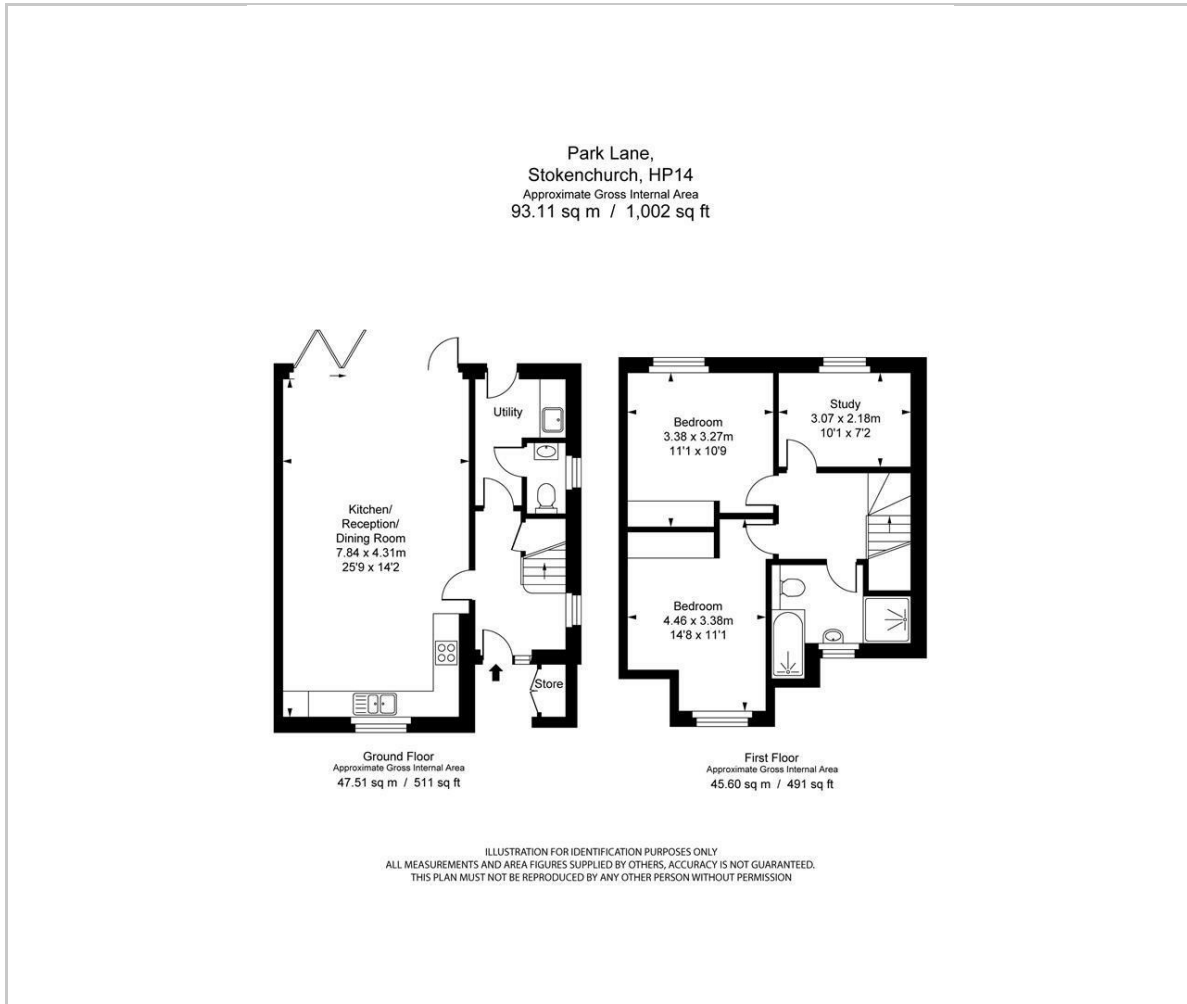 Park Lane,
Stokenchurch, HP14
Approximate Gross Internal Area
93.11 sq m / 1,002 sq ft
Utility
Kitchen/
Reception/
Dining Room
7.84 x 4.31m
25'9 x 14'2
Store
Ground Floor
Approximate Gross Internal Area
47.51 sq m / 511 sq ft
Bedroom
3.38 x 3.27m
11'1 x 10'9
Study
3.07 x 2.18m
10'1 x 7'2
Bedroom
4.46 x 3.38m
14'8 x 11'1
First Floor
Approximate Gross Internal Area
45.60 sq m / 491 sq ft
ILLUSTRATION FOR IDENTIFICATION PURPOSES ONLY
ALL MEASUREMENTS AND AREA FIGURES SUPPLIED BY OTHERS, ACCURACY IS NOT GUARANTEED.
THIS PLAN MUST NOT BE REPRODUCED BY ANY OTHER PERSON WITHOUT PERMISSION